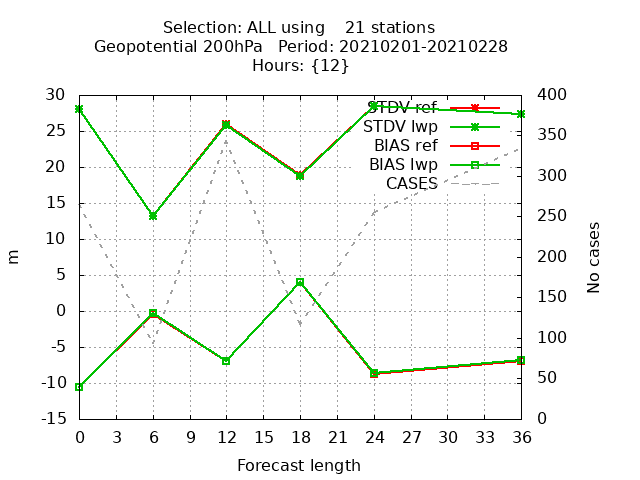 Selection: ALL using    21 stations
Geopotential 200hPa   Period: 20210201-20210228
Hours: {12}
30
25
20
15
10
5
0
-5
-10
-15
m
400
350
300
250
200
150
100
50
0
No cases
STDV ref
STDV lwp
BIAS ref
BIAS lwp
CASES
0 3 6 9 12 15 18 21 24 27 30 33 36
Forecast length